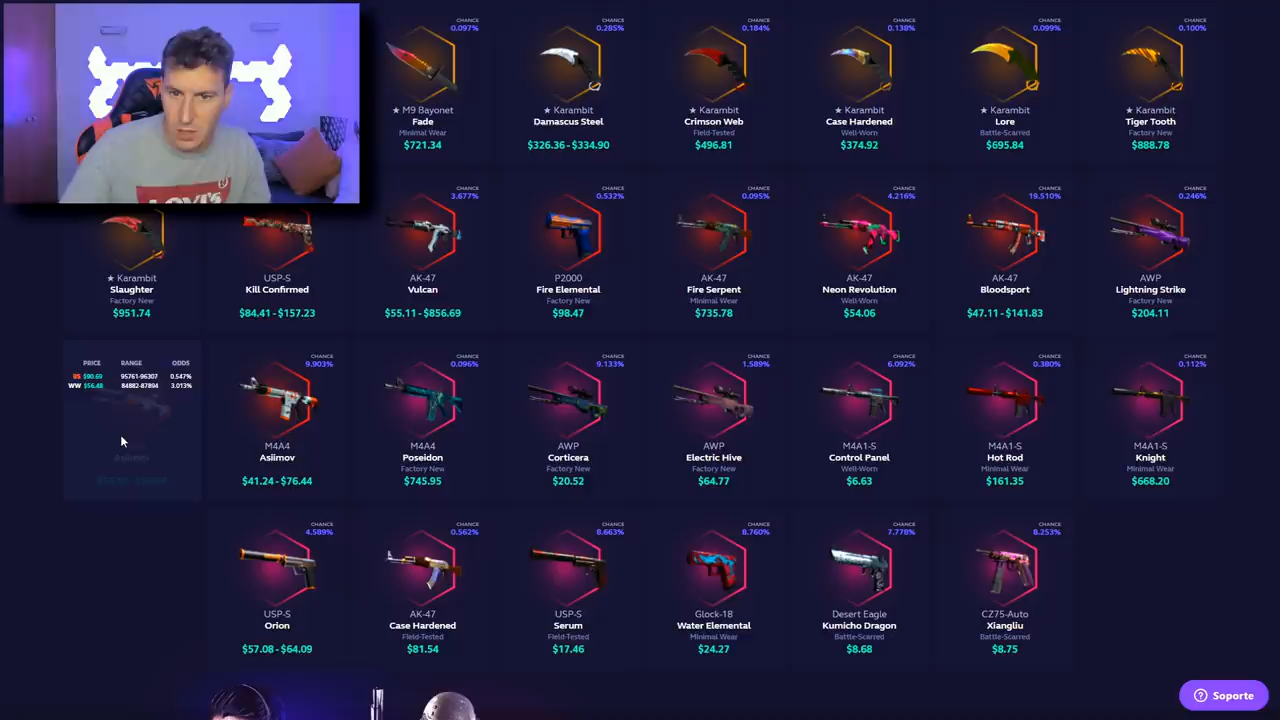 CHANCE
0.097%
★ M9 Bayonet
Fade
Minimal Wear
$721.34
CHANCE
0.285%
★ Karambit
Damascus Steel
$326.36 - $334.90
CHANCE
0.184%
★ Karambit
Crimson Web
Field-Tested
$496.81
CHANCE
0.138%
★ Karambit
Case Hardened
Well-Worn
$374.92
CHANCE
0.099%
★ Karambit
Lore
Battle-Scarred
$695.84
CHANCE
0.100%
★ Karambit
Tiger Tooth
Factory New
$888.78
★ Karambit
Slaughter
Factory New
$951.74
USP-S
Kill Confirmed
$84.41 - $157.23
CHANCE
3.677%
AK-47
Vulcan
$55.11 - $856.69
CHANCE
0.532%
P2000
Fire Elemental
Factory New
$98.47
CHANCE
0.095%
AK-47
Fire Serpent
Minimal Wear
$735.78
CHANCE
4.216%
AK-47
Neon Revolution
Well-Worn
$54.06
CHANCE
19.510%
AK-47
Bloodsport
$47.11 - $141.83
CHANCE
0.246%
AWP
Lightning Strike
Factory New
$204.11
PRICE RANGE ODDS
BS $90.69 95761-96307 0.547%
WW $56.48 84882-87894 3.013%
Asiimov
CHANCE
9.903%
M4A4
Asiimov
$41.24 - $76.44
CHANCE
0.096%
M4A4
Poseidon
Factory New
$745.95
CHANCE
9.133%
AWP
Corticera
Factory New
$20.52
CHANCE
1.589%
AWP
Electric Hive
Factory New
$64.77
CHANCE
6.092%
M4A1-S
Control Panel
Well-Worn
$6.63
CHANCE
0.380%
M4A1-S
Hot Rod
Minimal Wear
$161.35
CHANCE
0.112%
M4A1-S
Knight
Minimal Wear
$668.20
CHANCE
4.589%
USP-S
Orion
$57.08 - $64.09
CHANCE
0.562%
AK-47
Case Hardened
Field-Tested
$81.54
CHANCE
8.663%
USP-S
Serum
Field-Tested
$17.46
CHANCE
8.760%
Glock-18
Water Elemental
Minimal Wear
$24.27
CHANCE
7.778%
Desert Eagle
Kumicho Dragon
Battle-Scarred
$8.68
CHANCE
8.253%
CZ75-Auto
Xiangliu
Battle-Scarred
$8.75
Soporte